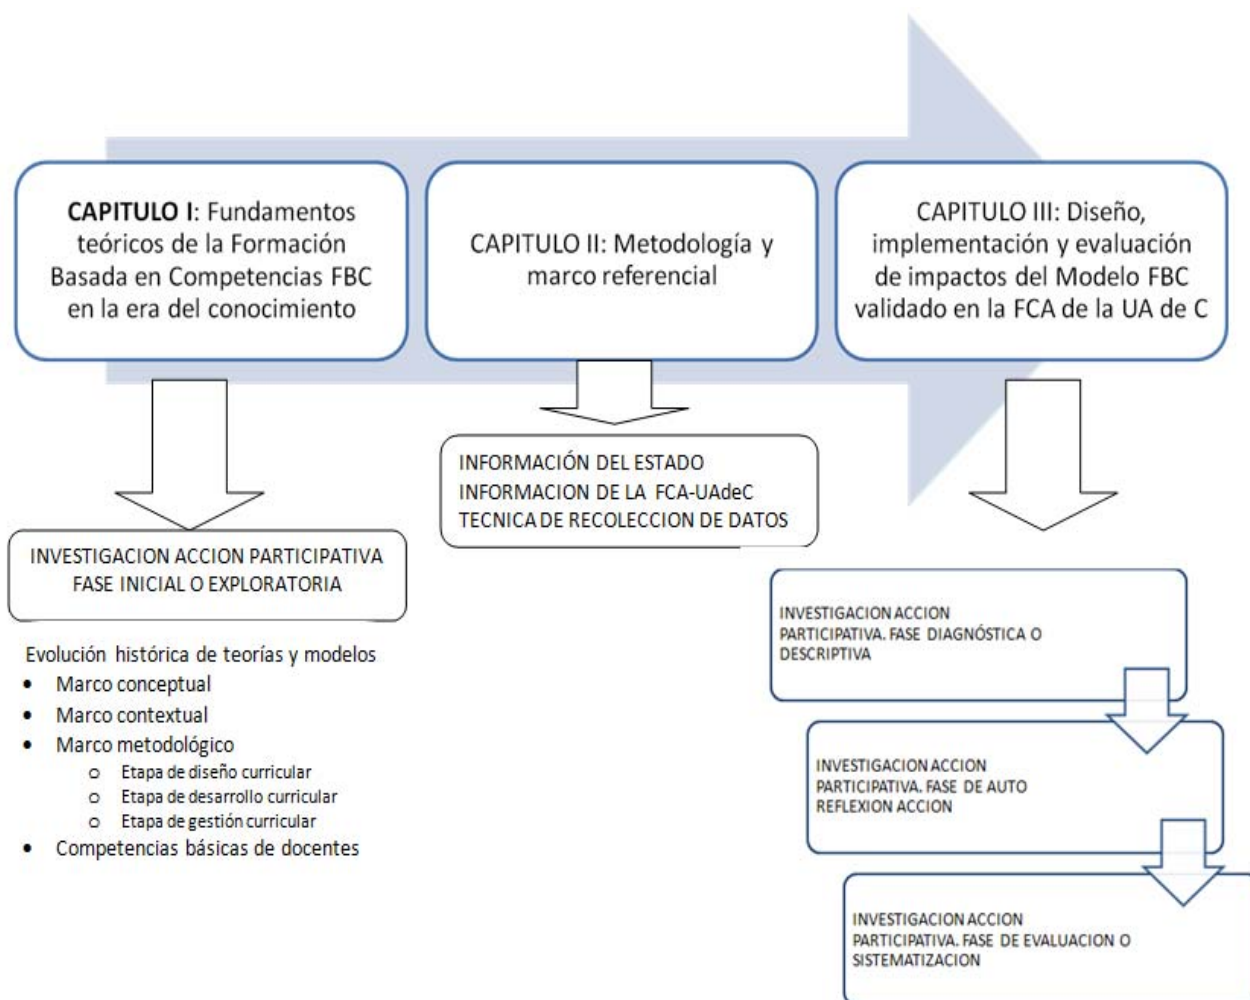 CAPITULO I: Fundamentos
teóricos de la Formación
Basada en Competencias FBC
en la era del conocimiento
CAPITULO II: Metodología y
marco referencial
CAPITULO III: Diseño,
implementación y evaluación
de impactos del Modelo FBC
validado en la FCA de la UA de C
INVESTIGACION ACCION PARTICIPATIVA
FASE INICIAL O EXPLORATORIA
Evolución histórica de teorías y modelos
• Marco conceptual
• Marco contextual
• Marco metodológico
o Etapa de diseño curricular
o Etapa de desarrollo curricular
o Etapa de gestión curricular
• Competencias básicas de docentes
INFORMACIÓN DEL ESTADO
INFORMACION DE LA FCA-UAdeC
TECNICA DE RECOLECCION DE DATOS
INVESTIGACION ACCION
PARTICIPATIVA. FASE DIAGNÓSTICA O
DESCRIPTIVA
INVESTIGACION ACCION
PARTICIPATIVA. FASE DE AUTO
REFLEXION ACCION
INVESTIGACION ACCION
PARTICIPATIVA. FASE DE EVALUACION O
SISTEMATIZACION